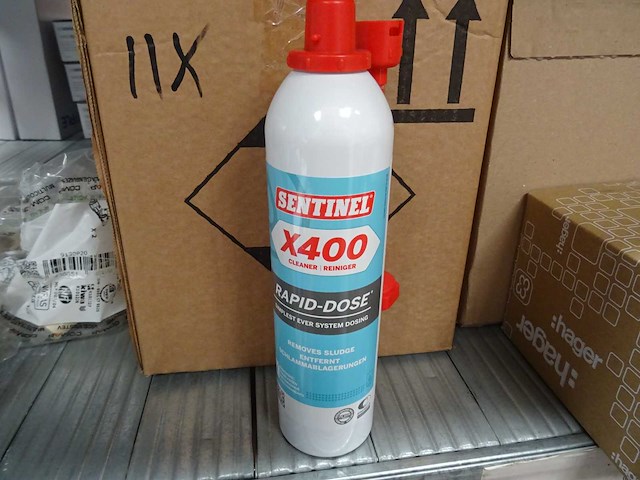 11X
SENTINEL
X400
CLEANER | REINIGER
RAPID-DOSE
SIMPLEST EVER SYSTEM DOSING
REMOVES SLUDGE
ENTFERNT
SCHLAMMABLAGERUNGEN
:hager
:hager